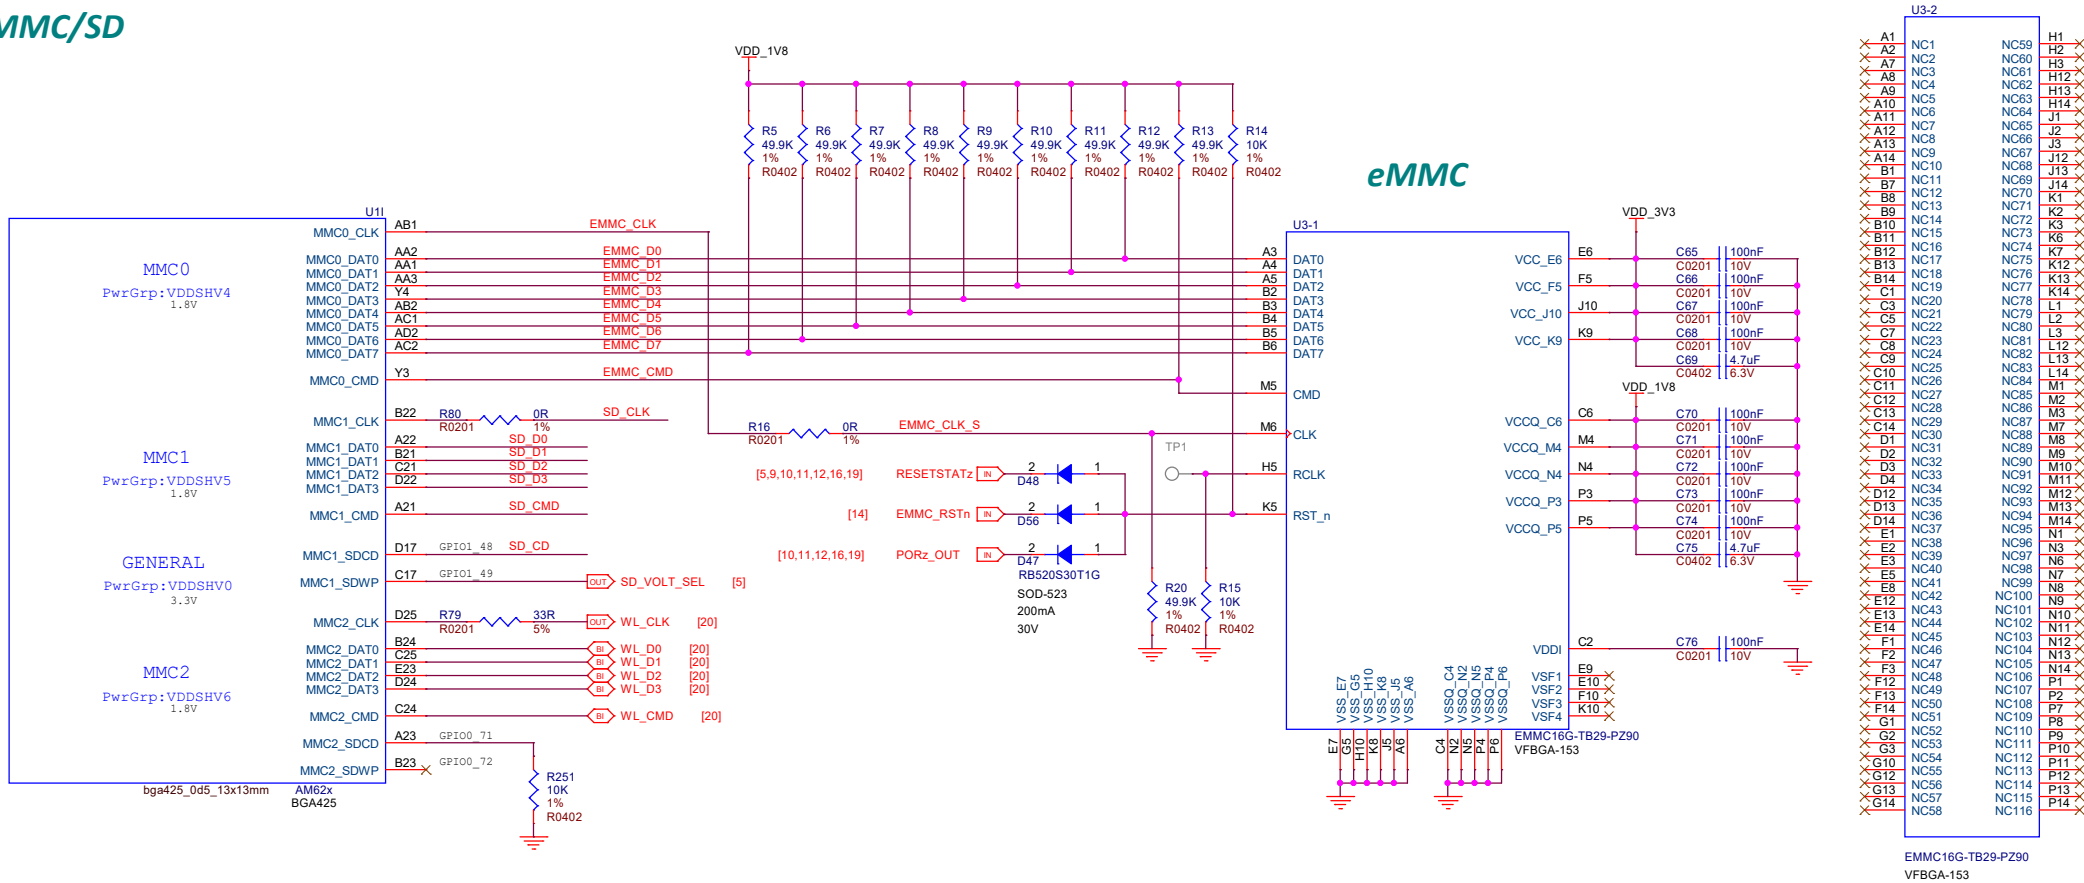 MMC/SD
VDD_1V8
R5 49.9K 1% R0402
R6 49.9K 1% R0402
R7 49.9K 1% R0402
R8 49.9K 1% R0402
R9 49.9K 1% R0402
R10 49.9K 1% R0402
R11 49.9K 1% R0402
R12 49.9K 1% R0402
R13 49.9K 1% R0402
R14 10K 1% R0402
eMMC
U1I
MMC0
PwrGrp:VDDSHV4
1.8V
MMC0_CLK AB1 EMMC_CLK
MMC0_DAT0 AA2 EMMC_D0
MMC0_DAT1 AA1 EMMC_D1
MMC0_DAT2 AA3 EMMC_D2
MMC0_DAT3 Y4 EMMC_D3
MMC0_DAT4 AB2 EMMC_D4
MMC0_DAT5 AC1 EMMC_D5
MMC0_DAT6 AD2 EMMC_D6
MMC0_DAT7 AC2 EMMC_D7
MMC0_CMD Y3 EMMC_CMD
MMC1
PwrGrp:VDDSHV5
1.8V
MMC1_CLK B22 R80 0R SD_CLK
R0201 1%
MMC1_DAT0 A22 SD_D0
MMC1_DAT1 B21 SD_D1
MMC1_DAT2 C21 SD_D2
MMC1_DAT3 D22 SD_D3
MMC1_CMD A21 SD_CMD
GENERAL
PwrGrp:VDDSHV0
3.3V
MMC1_SDCD D17 GPIO1_48 SD_CD
MMC1_SDWP C17 GPIO1_49 OUT SD_VOLT_SEL [5]
MMC2_CLK D25 R79 33R OUT WL_CLK [20]
R0201 5%
MMC2
PwrGrp:VDDSHV6
1.8V
MMC2_DAT0 B24 BI WL_D0 [20]
MMC2_DAT1 C25 BI WL_D1 [20]
MMC2_DAT2 E23 BI WL_D2 [20]
MMC2_DAT3 D24 BI WL_D3 [20]
MMC2_CMD C24 BI WL_CMD [20]
MMC2_SDCD A23 GPIO0_71
MMC2_SDWP B23 GPIO0_72
R251
10K
1%
R0402
bga425_0d5_13x13mm AM62x
BGA425
R16 0R EMMC_CLK_S
R0201 1%
[5,9,10,11,12,16,19] RESETSTATz IN 2 1
D48
[14] EMMC_RSTn IN 2 1
D56
[10,11,12,16,19] PORz_OUT IN 2 1
D47
RB520S30T1G
SOD-523
200mA
30V
TP1
R20 49.9K 1% R0402
R15 10K 1% R0402
U3-1
A3 DAT0
A4 DAT1
A5 DAT2
B2 DAT3
B3 DAT4
B4 DAT5
B5 DAT6
B6 DAT7
M5 CMD
M6 CLK
H5 RCLK
K5 RST_n
VDD_3V3
VCC_E6 E6 C65 100nF
C0201 10V
VCC_F5 F5 C66 100nF
C0201 10V
VCC_J10 J10 C67 100nF
C0201 10V
VCC_K9 K9 C68 100nF
C0201 10V
C69 4.7uF
C0402 6.3V
VDD_1V8
VCCQ_C6 C6 C70 100nF
C0201 10V
VCCQ_M4 M4 C71 100nF
C0201 10V
VCCQ_N4 N4 C72 100nF
C0201 10V
VCCQ_P3 P3 C73 100nF
C0201 10V
VCCQ_P5 P5 C74 100nF
C0201 10V
C75 4.7uF
C0402 6.3V
VDDI C2 C76 100nF
C0201 10V
VSF1 E9
VSF2 E10
VSF3 F10
VSF4 K10
VSS_E7 VSS_G5 VSS_H10 VSS_K8 VSS_J5 VSS_A6 VSSQ_C4 VSSQ_N2 VSSQ_N5 VSSQ_P4 VSSQ_P6
E7 G5 H10 K8 J5 A6 C4 N2 N5 P4 P6
EMMC16G-TB29-PZ90
VFBGA-153
U3-2
A1 NC1 NC59 H1
A2 NC2 NC60 H2
A7 NC3 NC61 H3
A8 NC4 NC62 H12
A9 NC5 NC63 H13
A10 NC6 NC64 H14
A11 NC7 NC65 J1
A12 NC8 NC66 J2
A13 NC9 NC67 J3
A14 NC10 NC68 J12
B1 NC11 NC69 J13
B7 NC12 NC70 J14
B8 NC13 NC71 K1
B9 NC14 NC72 K2
B10 NC15 NC73 K3
B11 NC16 NC74 K6
B12 NC17 NC75 K7
B13 NC18 NC76 K12
B14 NC19 NC77 K13
C1 NC20 NC78 K14
C3 NC21 NC79 L1
C5 NC22 NC80 L2
C7 NC23 NC81 L3
C8 NC24 NC82 L12
C9 NC25 NC83 L13
C10 NC26 NC84 L14
C11 NC27 NC85 M1
C12 NC28 NC86 M2
C13 NC29 NC87 M3
C14 NC30 NC88 M7
D1 NC31 NC89 M8
D2 NC32 NC90 M9
D3 NC33 NC91 M10
D4 NC34 NC92 M11
D12 NC35 NC93 M12
D13 NC36 NC94 M13
D14 NC37 NC95 M14
E1 NC38 NC96 N1
E2 NC39 NC97 N3
E3 NC40 NC98 N6
E5 NC41 NC99 N7
E8 NC42 NC100 N8
E12 NC43 NC101 N9
E13 NC44 NC102 N10
E14 NC45 NC103 N11
F1 NC46 NC104 N12
F2 NC47 NC105 N13
F3 NC48 NC106 N14
F12 NC49 NC107 P1
F13 NC50 NC108 P2
F14 NC51 NC109 P7
G1 NC52 NC110 P8
G2 NC53 NC111 P9
G3 NC54 NC112 P10
G10 NC55 NC113 P11
G12 NC56 NC114 P12
G13 NC57 NC115 P13
G14 NC58 NC116 P14
EMMC16G-TB29-PZ90
VFBGA-153